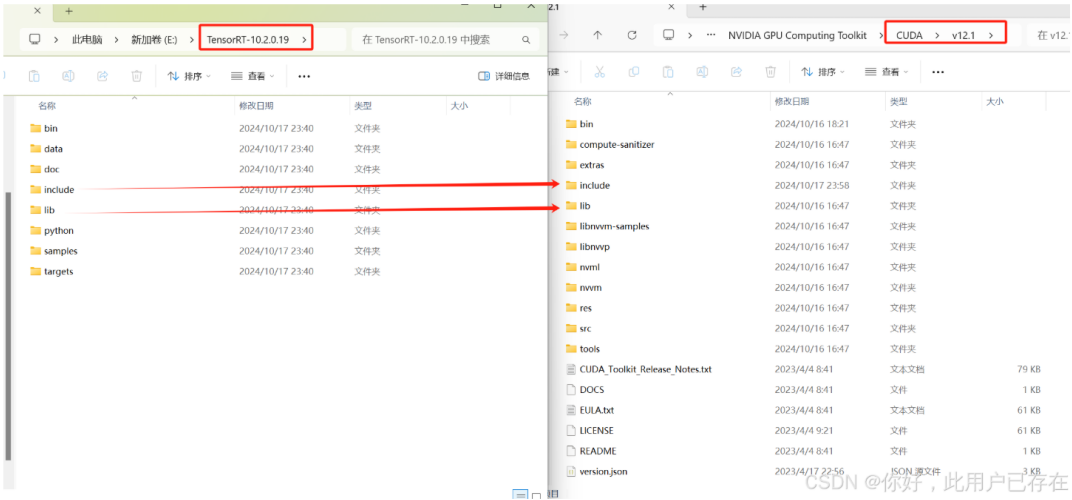 2.1
此电脑 新加卷 (E:) TensorRT-10.2.0.19 在 TensorRT-10.2.0.19 中搜索
排序 查看 详细信息
名称 修改日期 类型 大小
bin 2024/10/17 23:40 文件夹
data 2024/10/17 23:40 文件夹
doc 2024/10/17 23:40 文件夹
include 2024/10/17 23:40 文件夹
lib 2024/10/17 23:40 文件夹
python 2024/10/17 23:40 文件夹
samples 2024/10/17 23:40 文件夹
targets 2024/10/17 23:40 文件夹
NVIDIA GPU Computing Toolkit CUDA v12.1 在 v12.1
建 排序 查看
名称 修改日期 类型 大小
bin 2024/10/16 18:21 文件夹
compute-sanitizer 2024/10/16 16:47 文件夹
extras 2024/10/16 16:47 文件夹
include 2024/10/17 23:58 文件夹
lib 2024/10/16 16:47 文件夹
libnvvm-samples 2024/10/16 16:47 文件夹
libnvvp 2024/10/16 16:47 文件夹
nvml 2024/10/16 16:47 文件夹
nvvm 2024/10/16 16:47 文件夹
res 2024/10/16 16:47 文件夹
src 2024/10/16 16:47 文件夹
tools 2024/10/16 16:47 文件夹
CUDA_Toolkit_Release_Notes.txt 2023/4/4 8:41 文本文档 79 KB
DOCS 2023/4/4 8:41 文件 1 KB
EULA.txt 2023/4/4 8:41 文本文档 61 KB
LICENSE 2023/4/4 9:21 文件 61 KB
README 2023/4/4 8:41 文件 1 KB
version.json 2023/4/17 22:56 JSON 源文件 3 KB
CSDN @你好，此用户已存在